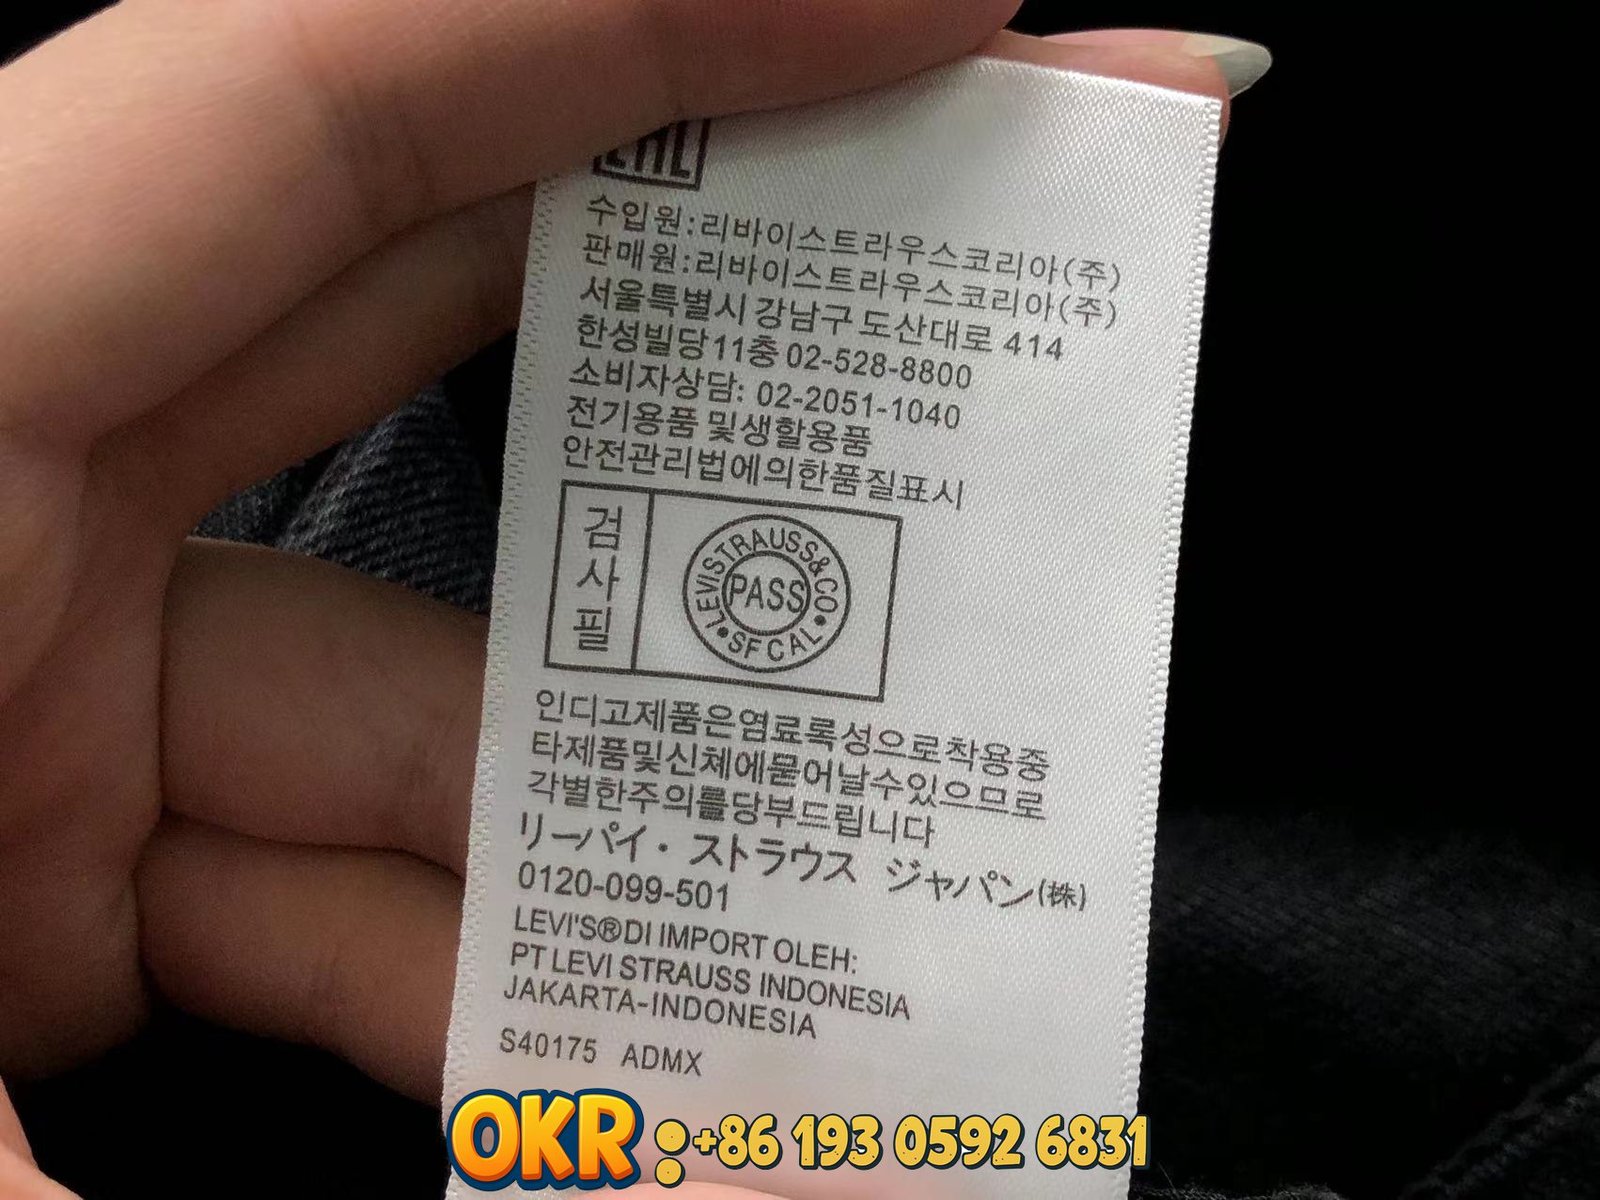 EAC
수입원:리바이스트라우스코리아(주)
판매원:리바이스트라우스코리아(주)
서울특별시 강남구 도산대로 414
한성빌당11층 02-528-8800
소비자상담: 02-2051-1040
전기용품 및생활용품
안전관리법에의한품질표시
검사필
LEVI STRAUSS & CO
PASS
SF CAL
인디고제품은염료록성으로착용중
타제품및신체에묻어날수있으므로
각별한주의를당부드립니다
リーパイ・ストラウス ジャパン(株)
0120-099-501
LEVI'S®DI IMPORT OLEH:
PT LEVI STRAUSS INDONESIA
JAKARTA-INDONESIA
S40175 ADMX
OKR :+86 193 0592 6831